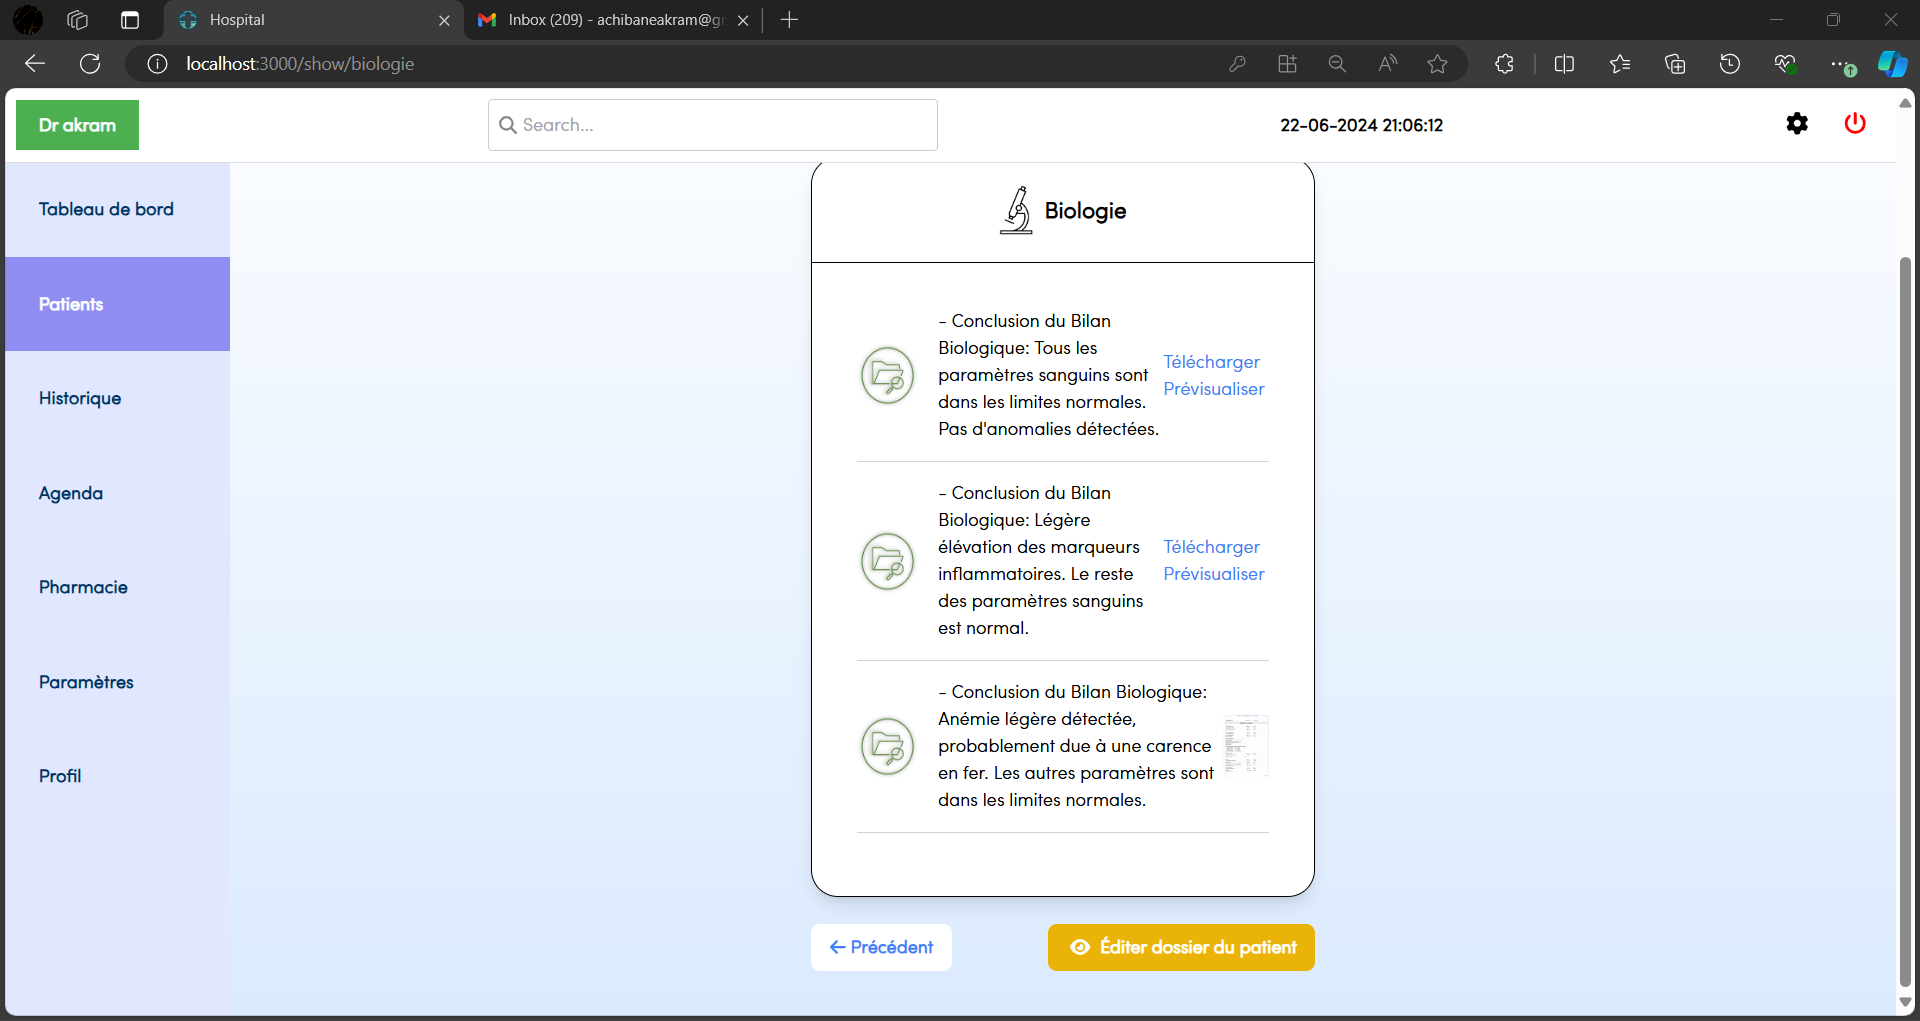 Hospital
Inbox (209) - achibaneakram@gr
localhost:3000/show/biologie
Dr akram
Search...
22-06-2024 21:06:12
Tableau de bord
Patients
Historique
Agenda
Pharmacie
Paramètres
Profil
Biologie
- Conclusion du Bilan
Biologique: Tous les
paramètres sanguins sont
dans les limites normales.
Pas d'anomalies détectées.
Télécharger
Prévisualiser
- Conclusion du Bilan
Biologique: Légère
élévation des marqueurs
inflammatoires. Le reste
des paramètres sanguins
est normal.
Télécharger
Prévisualiser
- Conclusion du Bilan Biologique:
Anémie légère détectée,
probablement due à une carence
en fer. Les autres paramètres sont
dans les limites normales.
Précédent
Éditer dossier du patient